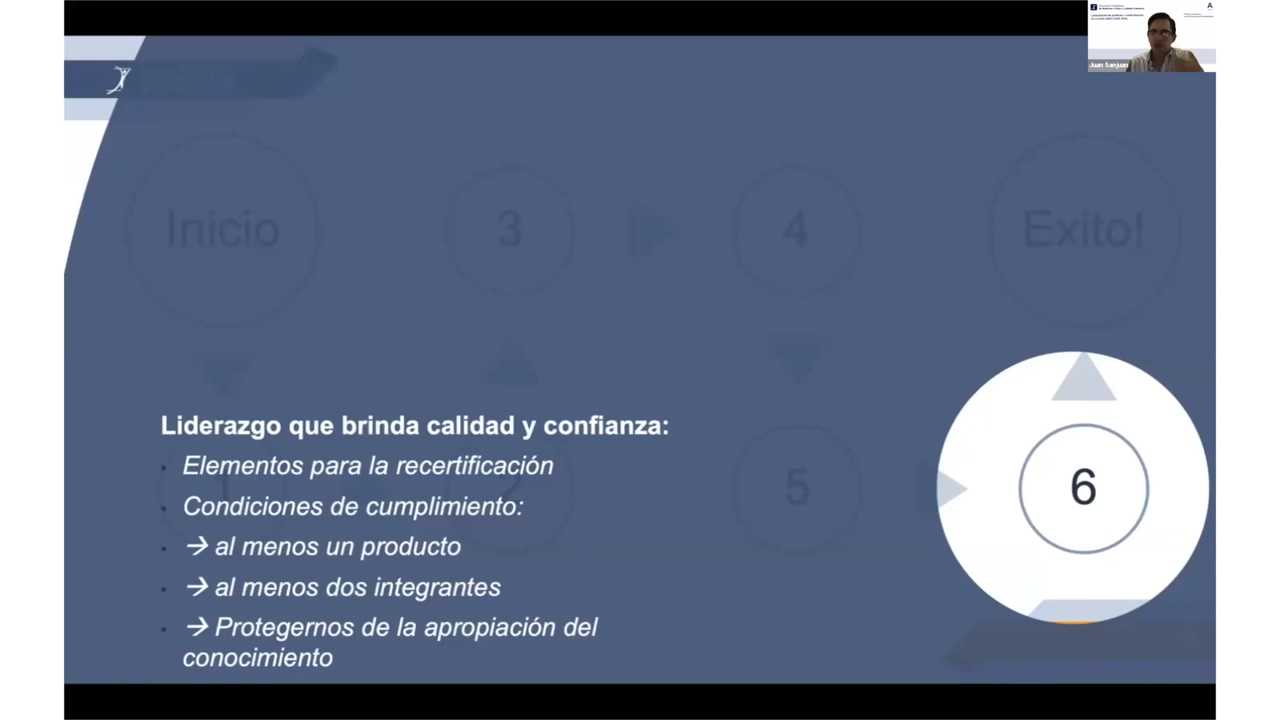 Juan Sanjuan
Inicio
3
4
Exito!
Liderazgo que brinda calidad y confianza:
Elementos para la recertificación
Condiciones de cumplimiento:
→ al menos un producto
→ al menos dos integrantes
→ Protegernos de la apropiación del
conocimiento
1
2
5
6